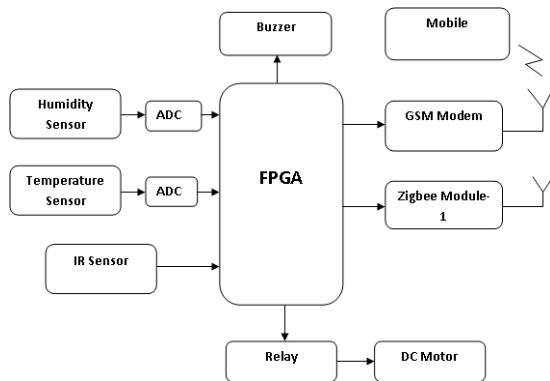 Buzzer
Mobile
Humidity
Sensor
ADC
GSM Modem
FPGA
Temperature
Sensor
ADC
Zigbee Module-
1
IR Sensor
Relay
DC Motor